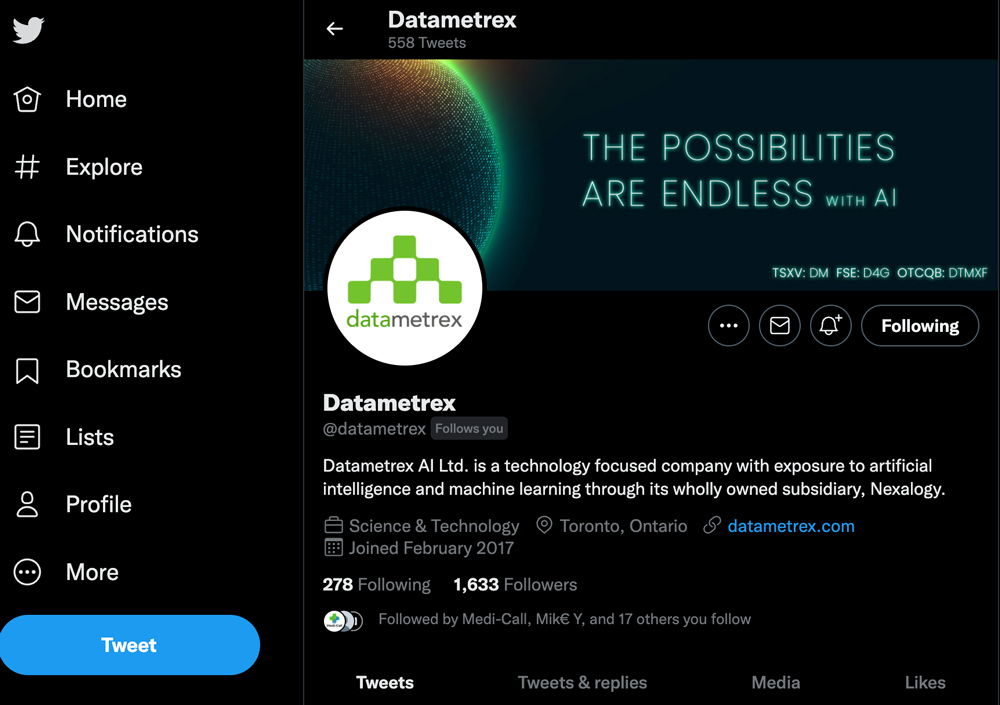 Datametrex
558 Tweets
Home
Explore
Notifications
Messages
Bookmarks
Lists
Profile
More
Tweet
THE POSSIBILITIES
ARE ENDLESS WITH AI
TSXV: DM FSE: D4G OTCQB: DTMXF
datametrex
Following
Datametrex
@datametrex Follows you
Datametrex AI Ltd. is a technology focused company with exposure to artificial
intelligence and machine learning through its wholly owned subsidiary, Nexalogy.
Science & Technology Toronto, Ontario datametrex.com
Joined February 2017
278 Following 1,633 Followers
Followed by Medi-Call, Mik€ Y, and 17 others you follow
Tweets Tweets & replies Media Likes